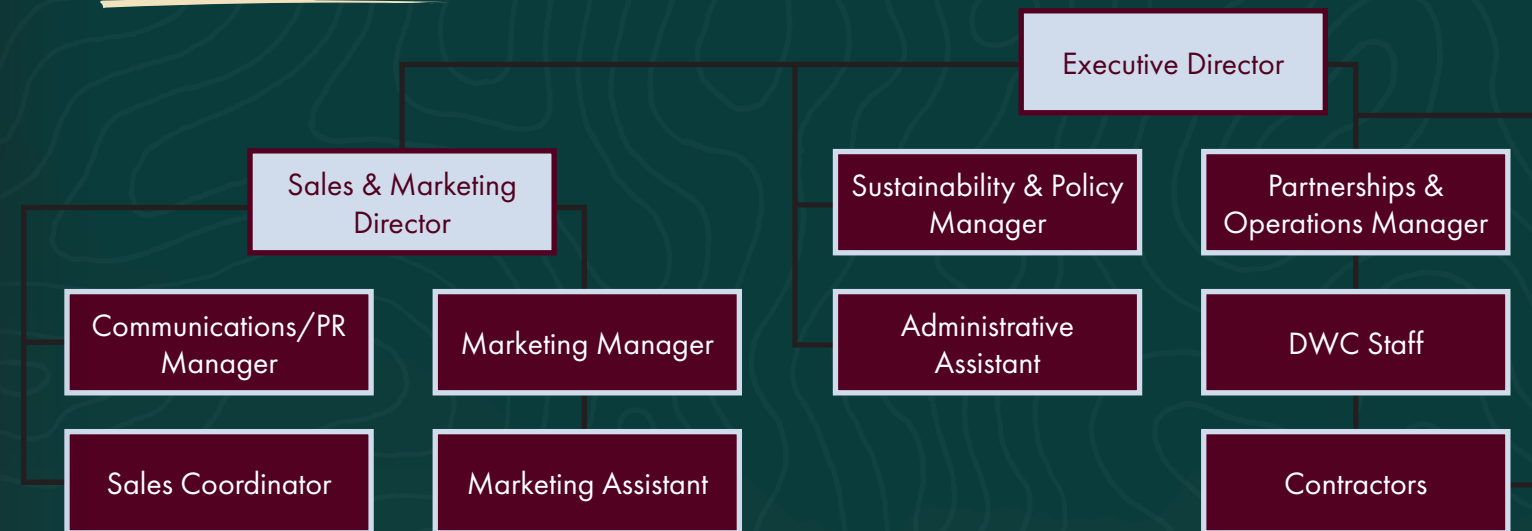 Executive Director
Sales & Marketing
Director
Sustainability & Policy
Manager
Partnerships &
Operations Manager
Communications/PR
Manager
Marketing Manager
Administrative
Assistant
DWC Staff
Sales Coordinator
Marketing Assistant
Contractors